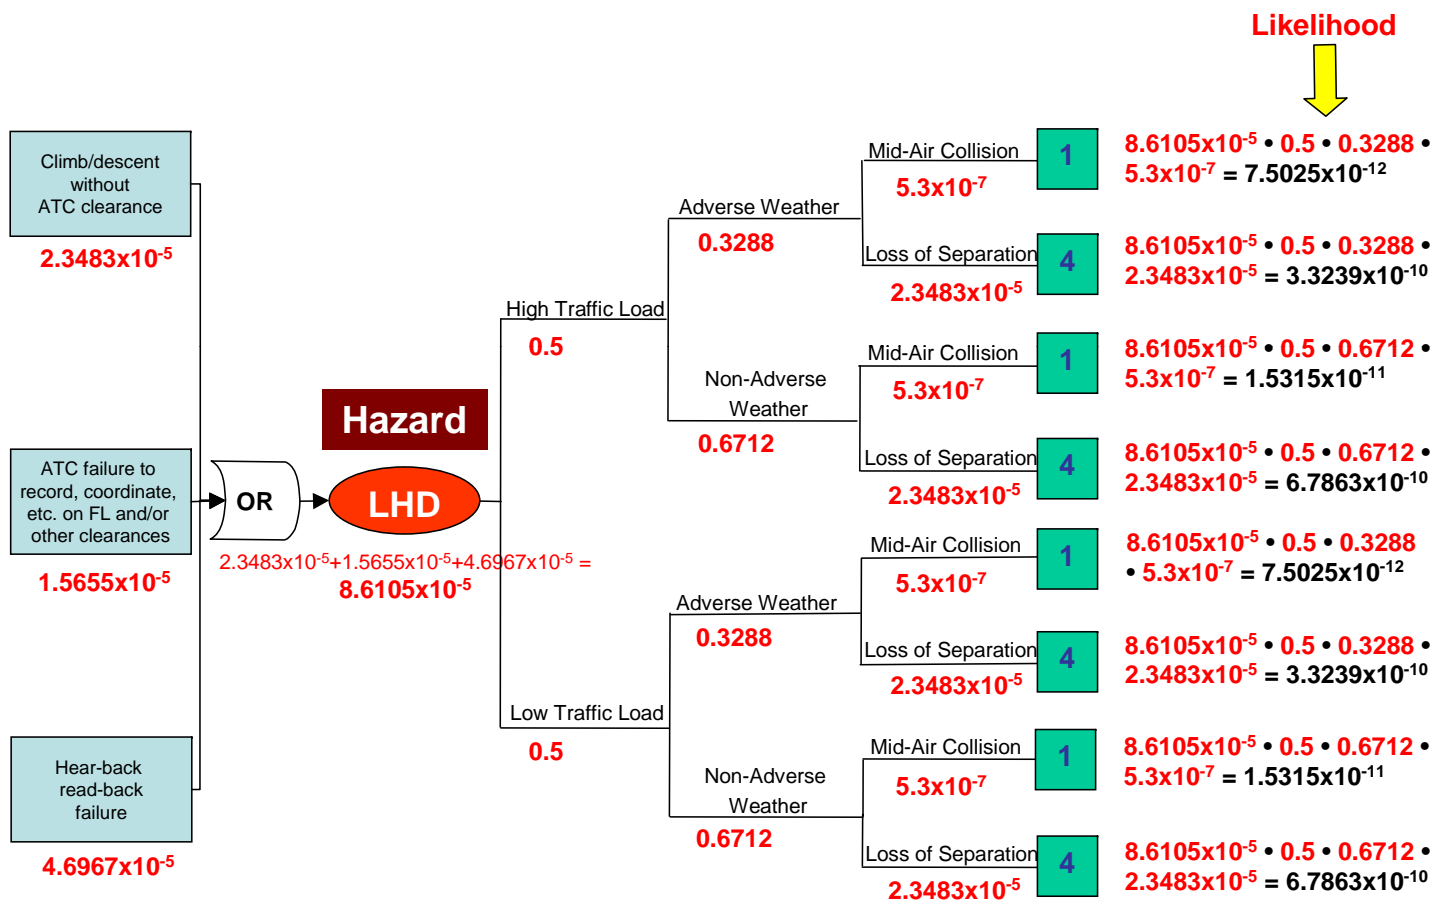 Likelihood
Climb/descent
without
ATC clearance
2.3483x10⁻⁵
ATC failure to
record, coordinate,
etc. on FL and/or
other clearances
1.5655x10⁻⁵
Hear-back
read-back
failure
4.6967x10⁻⁵
OR
Hazard
LHD
2.3483x10⁻⁵+1.5655x10⁻⁵+4.6967x10⁻⁵ =
8.6105x10⁻⁵
High Traffic Load
0.5
Low Traffic Load
0.5
Adverse Weather
0.3288
Non-Adverse
Weather
0.6712
Adverse Weather
0.3288
Non-Adverse
Weather
0.6712
Mid-Air Collision
5.3x10⁻⁷
1
8.6105x10⁻⁵ • 0.5 • 0.3288 •
5.3x10⁻⁷ = 7.5025x10⁻¹²
Loss of Separation
2.3483x10⁻⁵
4
8.6105x10⁻⁵ • 0.5 • 0.3288 •
2.3483x10⁻⁵ = 3.3239x10⁻¹⁰
Mid-Air Collision
5.3x10⁻⁷
1
8.6105x10⁻⁵ • 0.5 • 0.6712 •
5.3x10⁻⁷ = 1.5315x10⁻¹¹
Loss of Separation
2.3483x10⁻⁵
4
8.6105x10⁻⁵ • 0.5 • 0.6712 •
2.3483x10⁻⁵ = 6.7863x10⁻¹⁰
Mid-Air Collision
5.3x10⁻⁷
1
8.6105x10⁻⁵ • 0.5 • 0.3288
• 5.3x10⁻⁷ = 7.5025x10⁻¹²
Loss of Separation
2.3483x10⁻⁵
4
8.6105x10⁻⁵ • 0.5 • 0.3288 •
2.3483x10⁻⁵ = 3.3239x10⁻¹⁰
Mid-Air Collision
5.3x10⁻⁷
1
8.6105x10⁻⁵ • 0.5 • 0.6712 •
5.3x10⁻⁷ = 1.5315x10⁻¹¹
Loss of Separation
2.3483x10⁻⁵
4
8.6105x10⁻⁵ • 0.5 • 0.6712 •
2.3483x10⁻⁵ = 6.7863x10⁻¹⁰